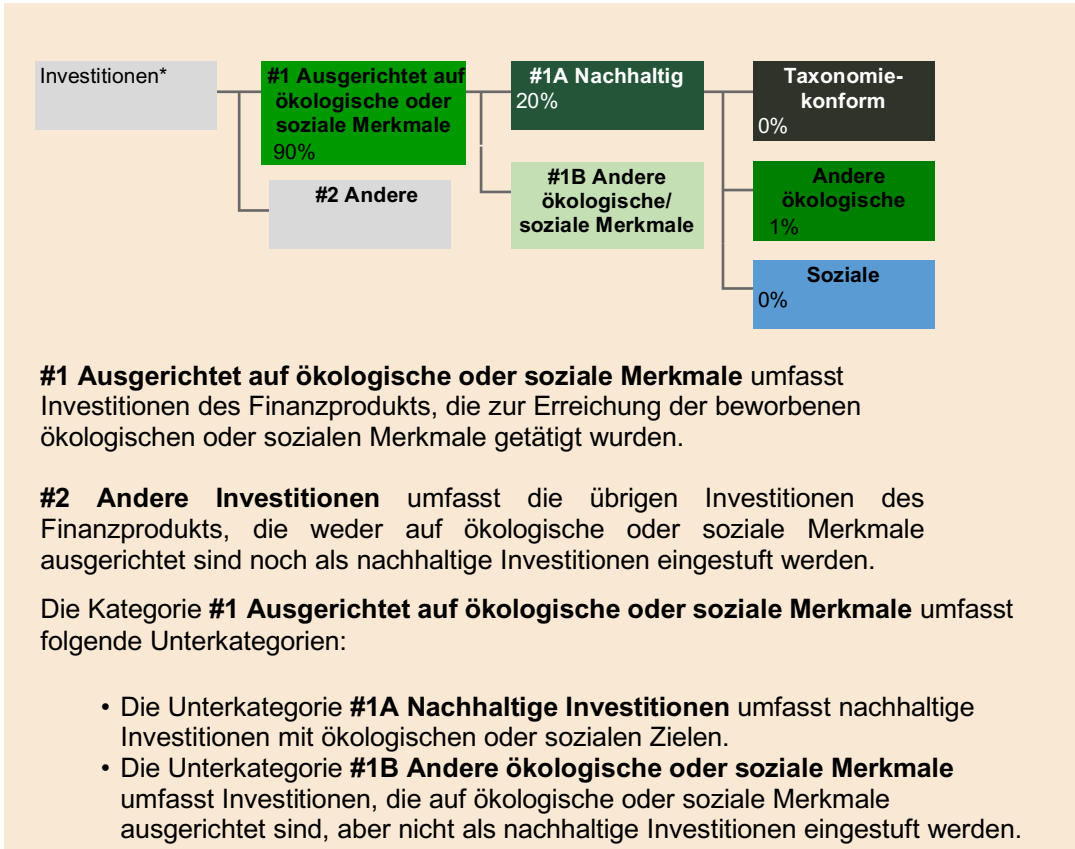 Investitionen*
#1 Ausgerichtet auf
ökologische oder
soziale Merkmale
90%
#2 Andere
#1A Nachhaltig
20%
#1B Andere
ökologische/
soziale Merkmale
Taxonomie-
konform
0%
Andere
ökologische
1%
Soziale
0%
#1 Ausgerichtet auf ökologische oder soziale Merkmale umfasst
Investitionen des Finanzprodukts, die zur Erreichung der beworbenen
ökologischen oder sozialen Merkmale getätigt wurden.
#2 Andere Investitionen umfasst die übrigen Investitionen des
Finanzprodukts, die weder auf ökologische oder soziale Merkmale
ausgerichtet sind noch als nachhaltige Investitionen eingestuft werden.
Die Kategorie #1 Ausgerichtet auf ökologische oder soziale Merkmale umfasst
folgende Unterkategorien:
• Die Unterkategorie #1A Nachhaltige Investitionen umfasst nachhaltige
Investitionen mit ökologischen oder sozialen Zielen.
• Die Unterkategorie #1B Andere ökologische oder soziale Merkmale
umfasst Investitionen, die auf ökologische oder soziale Merkmale
ausgerichtet sind, aber nicht als nachhaltige Investitionen eingestuft werden.